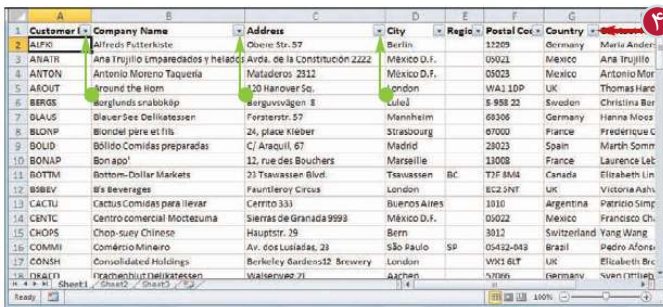 ۴
A B C D E F G
1 Customer I Company Name Address City Regio Postal Coc Country
2 ALFKI Alfreds Futterkiste Obere Str. 57 Berlin 12209 Germany Maria Anders
3 ANATR Ana Trujillo Emparedados y helados Avda. de la Constitución 2222 México D.F. 05021 Mexico Ana Trujillo
4 ANTON Antonio Moreno Taquería Mataderos 2312 México D.F. 05023 Mexico Antonio Mor
5 AROUT Around the Horn 120 Hanover Sq. London WA1 1DP UK Thomas Hard
6 BERGS Berglunds snabbköp Berguvsvägen 8 Luleå S-958 22 Sweden Christina Ber
7 BLAUS Blauer See Delikatessen Forsterstr. 57 Mannheim 68306 Germany Hanna Moos
8 BLONP Blondel père et fils 24, place Kléber Strasbourg 67000 France Frédérique C
9 BOLID Bólido Comidas preparadas C/ Araquil, 67 Madrid 28023 Spain Martín Somm
10 BONAP Bon app' 12, rue des Bouchers Marseille 13008 France Laurence Leb
11 BOTTM Bottom-Dollar Markets 23 Tsawassen Blvd. Tsawassen BC T2F 8M4 Canada Elizabeth Lin
12 BSBEV B's Beverages Fauntleroy Circus London EC2 5NT UK Victoria Ashv
13 CACTU Cactus Comidas para llevar Cerrito 333 Buenos Aires 1010 Argentina Patricio Simp
14 CENTC Centro comercial Moctezuma Sierras de Granada 9993 México D.F. 05022 Mexico Francisco Ch
15 CHOPS Chop-suey Chinese Hauptstr. 29 Bern 3012 Switzerland Yang Wang
16 COMMI Comércio Mineiro Av. dos Lusíadas, 23 São Paulo SP 05432-043 Brazil Pedro Afons
17 CONSH Consolidated Holdings Berkeley Gardens12 Brewery London WX1 6LT UK Elizabeth Bro
18 DRACD Drachenblut Delikatessen Walserweg 21 Aachen 52066 Germany Sven Ottlieb
Sheet1 Sheet2 Sheet3
Ready 100%